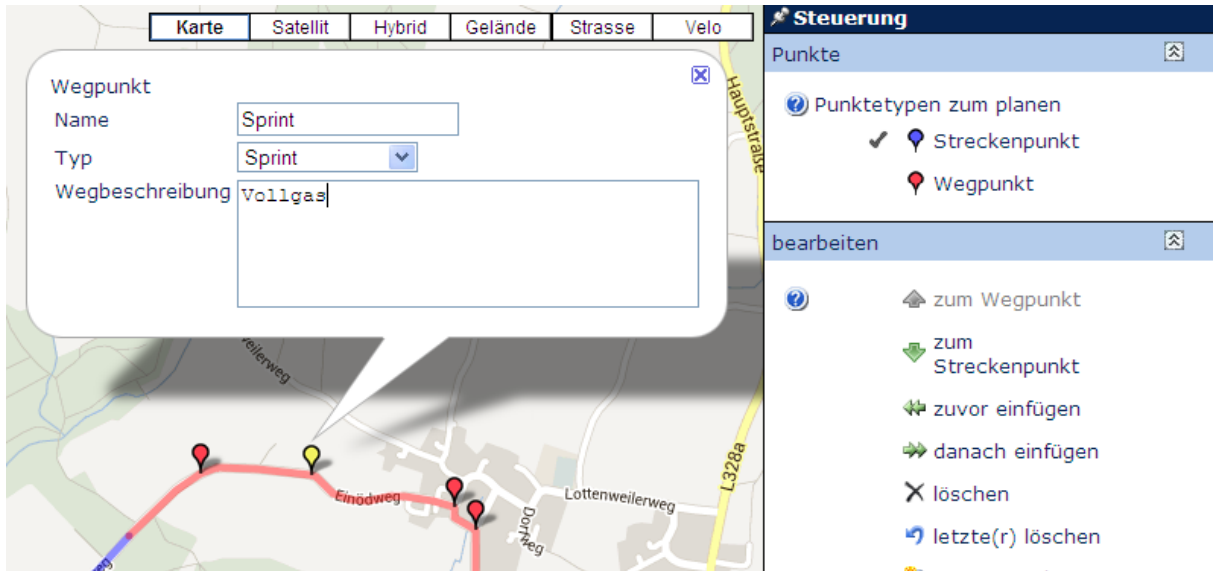 Karte Satellit Hybrid Gelände Strasse Velo
Wegpunkt
Name Sprint
Typ Sprint
Wegbeschreibung Vollgas
Hauptstraße
weilerweg
Einödweg
Lottenweilerweg
Dorfweg
L328a
weg
Steuerung
Punkte
Punktetypen zum planen
Streckenpunkt
Wegpunkt
bearbeiten
zum Wegpunkt
zum
Streckenpunkt
zuvor einfügen
danach einfügen
löschen
letzte(r) löschen